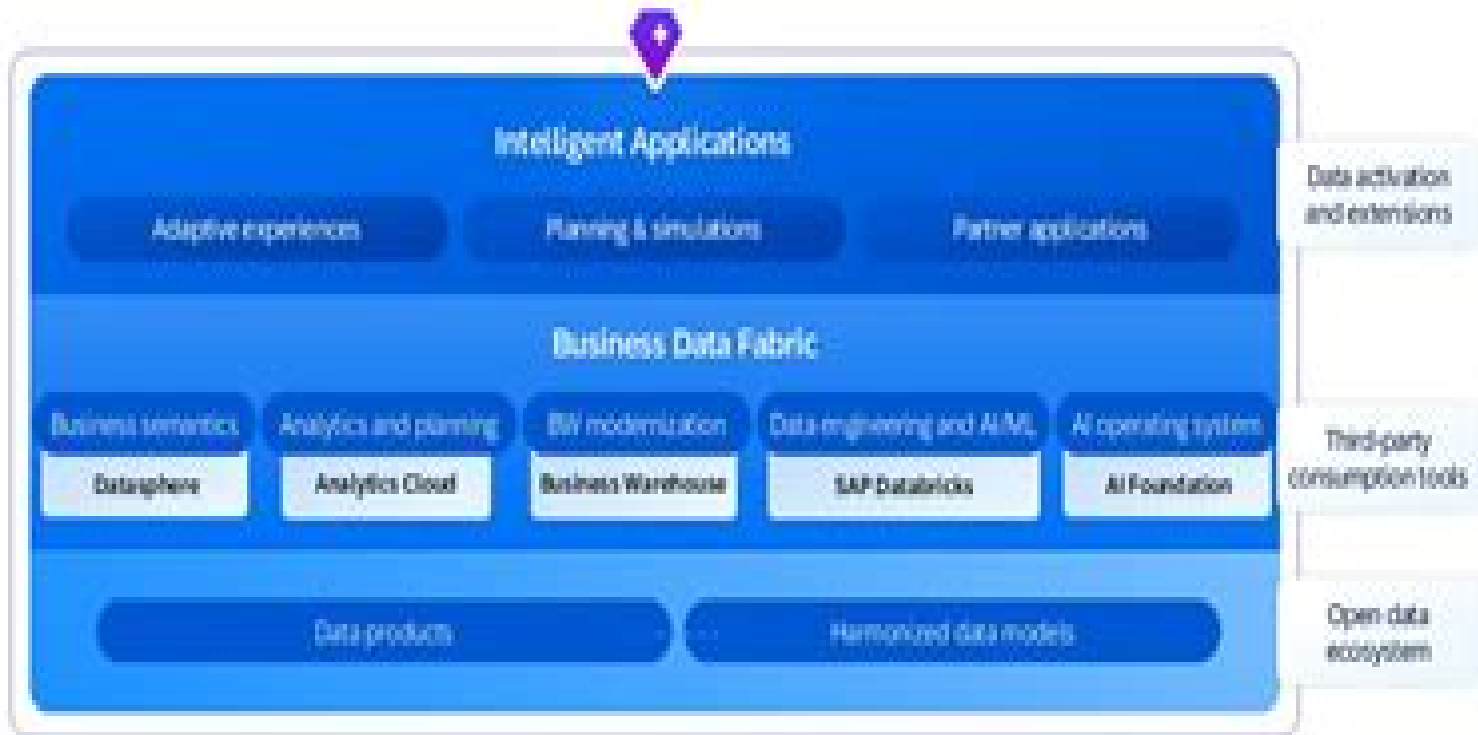 Intelligent Applications
Adaptive experiences
Planning & simulations
Partner applications
Data activation
and extensions
Business Data Fabric
Business semantics
Analytics and planning
BW modernization
Data engineering and AI/ML
AI operating system
Datasphere
Analytics Cloud
Business Warehouse
SAP Databricks
AI Foundation
Third-party
consumption tools
Data products
Harmonized data models
Open data
ecosystem